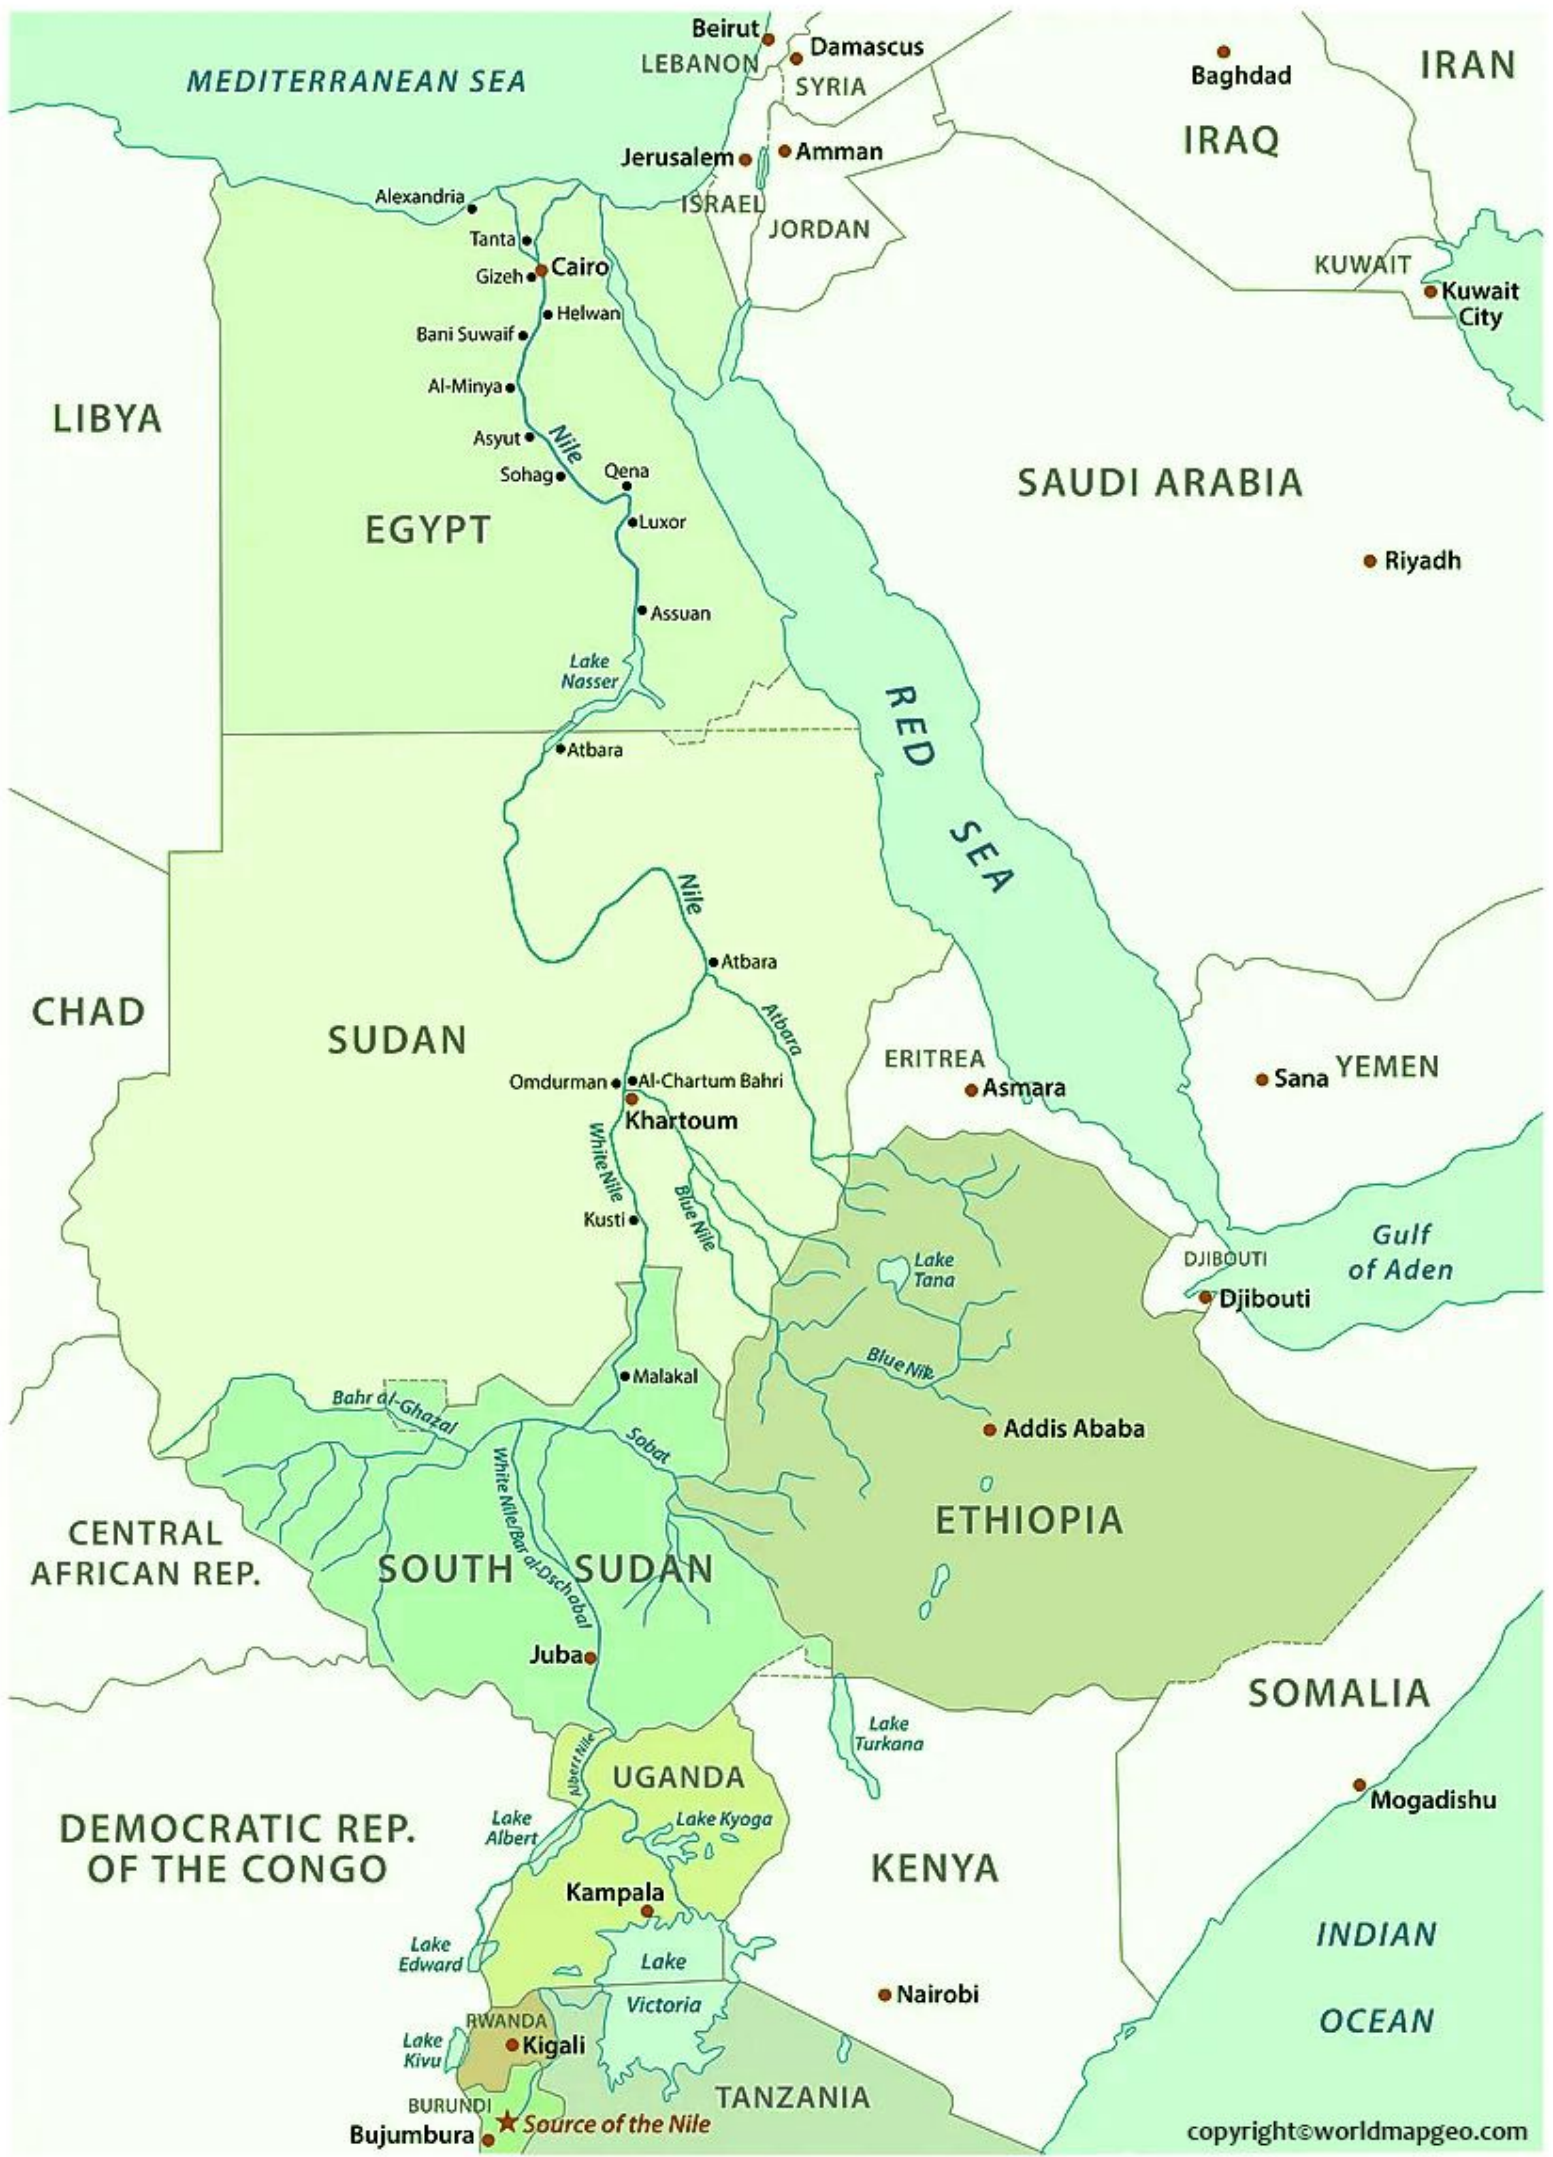 Beirut
Damascus
LEBANON
SYRIA
MEDITERRANEAN SEA
Baghdad
IRAN
IRAQ
Jerusalem
Amman
ISRAEL
JORDAN
Alexandria
Tanta
Cairo
Gizeh
Helwan
Bani Suwaif
KUWAIT
Kuwait
City
Al-Minya
LIBYA
Asyut
Nile
Sohag
Qena
SAUDI ARABIA
Luxor
EGYPT
Riyadh
Assuan
Lake
Nasser
RED
SEA
Atbara
Nile
Atbara
CHAD
SUDAN
Atbara
ERITREA
Asmara
Sana
YEMEN
Omdurman
Al-Chartum Bahri
Khartoum
White Nile
Blue Nile
Kusti
Gulf
of Aden
Lake
Tana
DJIBOUTI
Djibouti
Blue Nik
Malakal
Bahr al-Ghazal
Addis Ababa
Sobat
White Nile/Bar al-Dschabal
CENTRAL
AFRICAN REP.
ETHIOPIA
SOUTH SUDAN
Juba
SOMALIA
Lake
Turkana
Albert Nile
UGANDA
Mogadishu
Lake
Albert
Lake Kyoga
DEMOCRATIC REP.
OF THE CONGO
KENYA
Kampala
INDIAN
OCEAN
Lake
Edward
Lake
Victoria
Nairobi
RWANDA
Kigali
Lake
Kivu
TANZANIA
BURUNDI
Source of the Nile
Bujumbura
copyright©worldmapgeo.com